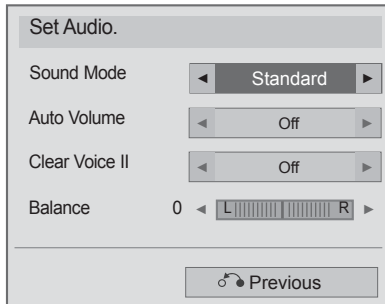 Set Audio.
Sound Mode ◄ Standard ►
Auto Volume ◄ Off ►
Clear Voice II ◄ Off ►
Balance 0 ◄ L R ►
Previous